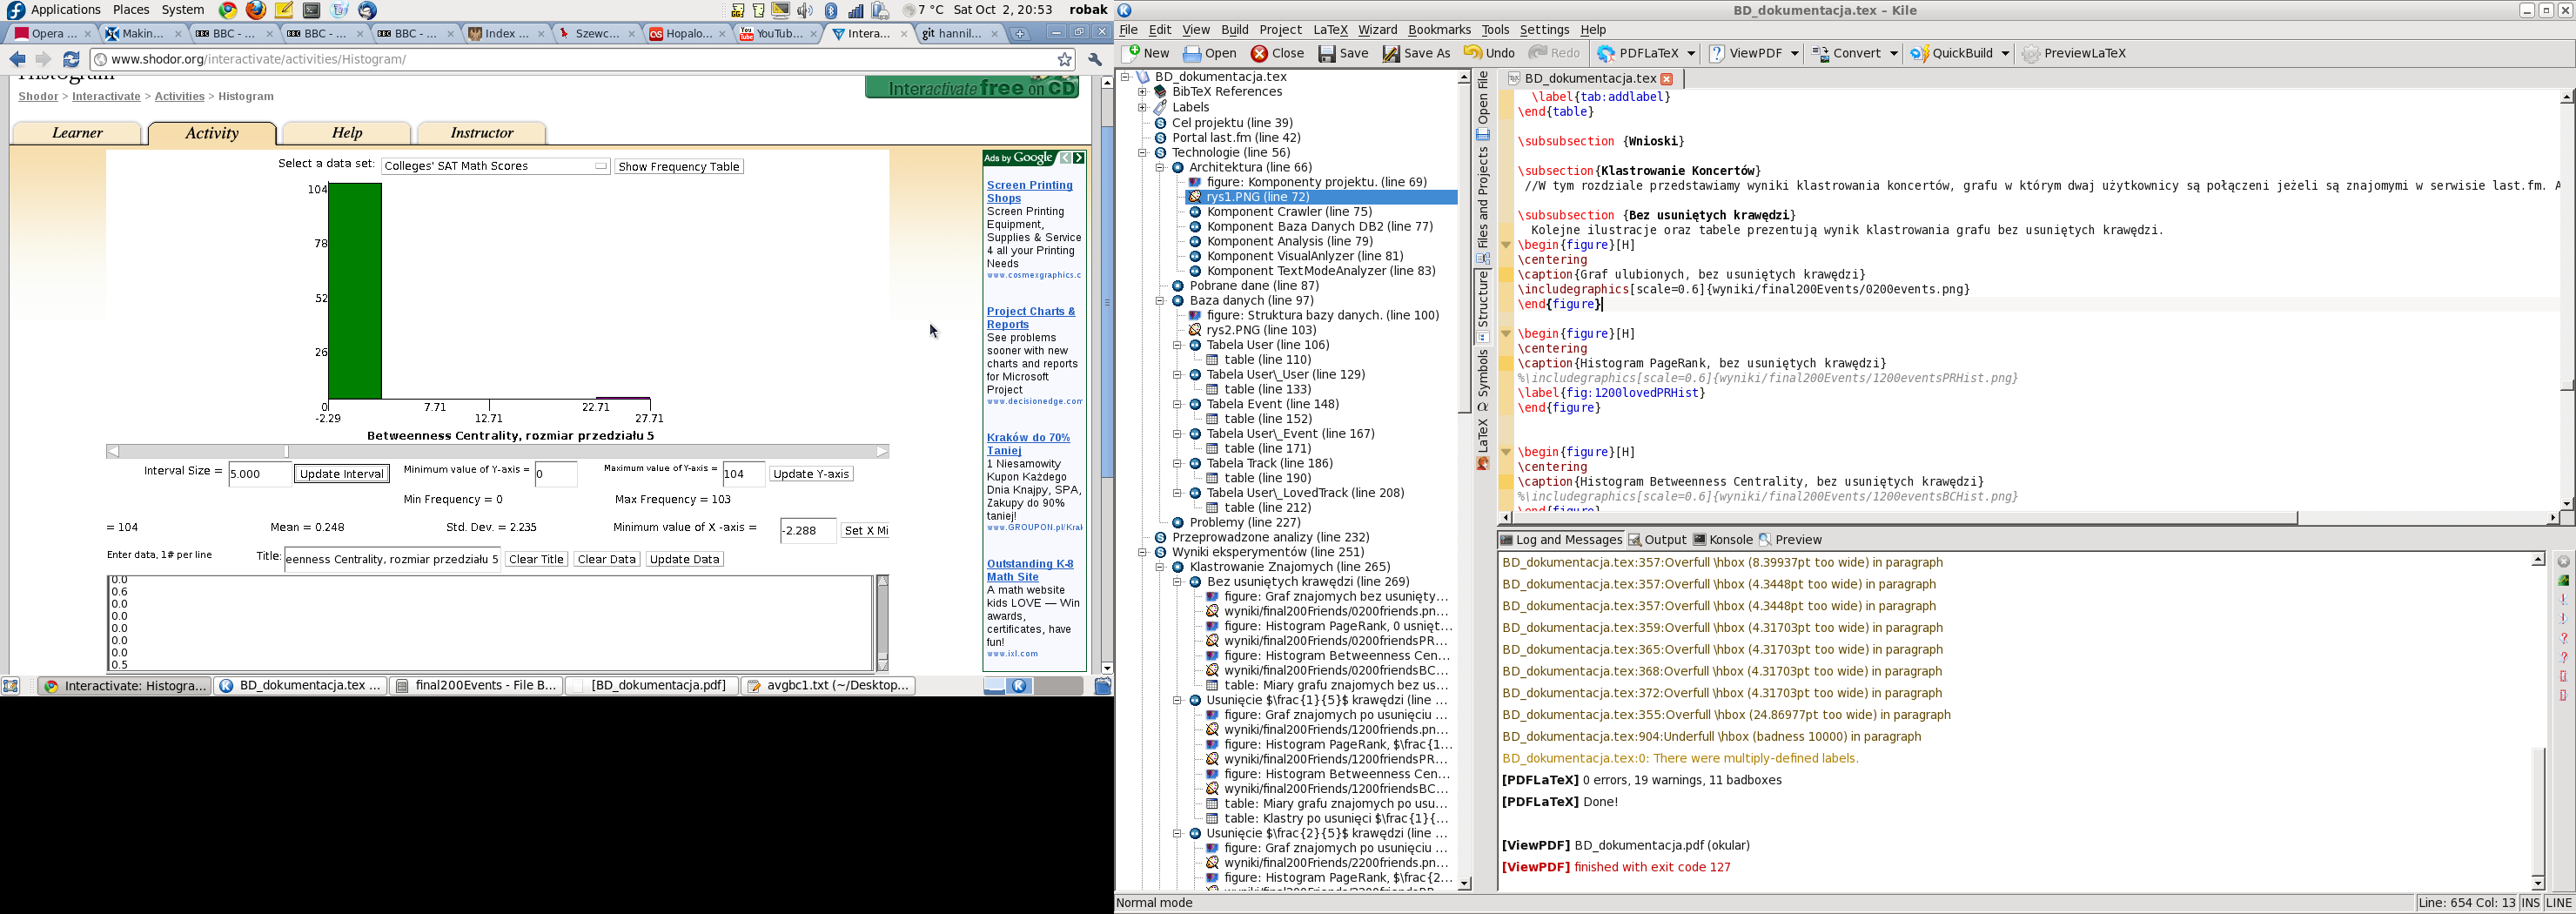 Applications Places System
7 °C Sat Oct 2, 20:53 robak
Opera ...
Makin...
BBC - ...
BBC - ...
BBC - ...
Index ...
Szewc...
Hopalo...
YouTub...
Intera...
git hannil...
www.shodor.org/interactivate/activities/Histogram/
Histogram
Shodor > Interactivate > Activities > Histogram
Interactivate free on CD
Learner Activity Help Instructor
Select a data set: Colleges' SAT Math Scores Show Frequency Table
104
78
52
26
0
7.71 22.71
-2.29 12.71 27.71
Betweenness Centrality, rozmiar przedziału 5
Interval Size = 5.000 Update Interval Minimum value of Y-axis = 0 Maximum value of Y-axis = 104 Update Y-axis
Min Frequency = 0 Max Frequency = 103
= 104 Mean = 0.248 Std. Dev. = 2.235 Minimum value of X -axis = -2.288 Set X Mi
Enter data, 1# per line Title: eenness Centrality, rozmiar przedziału 5 Clear Title Clear Data Update Data
0.0
0.6
0.0
0.0
0.0
0.0
0.0
0.5
Ads by Google
Screen Printing
Shops
Screen Printing
Equipment,
Supplies & Service
4 all your Printing
Needs
www.cosmexgraphics.c
Project Charts &
Reports
See problems
sooner with new
charts and reports
for Microsoft
Project
www.decisionedge.com
Kraków do 70%
Taniej
1 Niesamowity
Kupon Każdego
Dnia Knajpy, SPA,
Zakupy do 90%
taniej!
www.GROUPON.pl/Kral
Outstanding K-8
Math Site
A math website
kids LOVE — Win
awards,
certificates, have
fun!
www.ixl.com
Interactivate: Histogra...
BD_dokumentacja.tex ...
final200Events - File B...
[BD_dokumentacja.pdf]
avgbc1.txt (~/Desktop...
BD_dokumentacja.tex – Kile
File Edit View Build Project LaTeX Wizard Bookmarks Tools Settings Help
New Open Close Save Save As Undo Redo PDFLaTeX ViewPDF Convert QuickBuild PreviewLaTeX
BD_dokumentacja.tex
BibTeX References
Labels
Cel projektu (line 39)
Portal last.fm (line 42)
Technologie (line 56)
Architektura (line 66)
figure: Komponenty projektu. (line 69)
rys1.PNG (line 72)
Komponent Crawler (line 75)
Komponent Baza Danych DB2 (line 77)
Komponent Analysis (line 79)
Komponent VisualAnlyzer (line 81)
Komponent TextModeAnalyzer (line 83)
Pobrane dane (line 87)
Baza danych (line 97)
figure: Struktura bazy danych. (line 100)
rys2.PNG (line 103)
Tabela User (line 106)
table (line 110)
Tabela User\_User (line 129)
table (line 133)
Tabela Event (line 148)
table (line 152)
Tabela User\_Event (line 167)
table (line 171)
Tabela Track (line 186)
table (line 190)
Tabela User\_LovedTrack (line 208)
table (line 212)
Problemy (line 227)
Przeprowadzone analizy (line 232)
Wyniki eksperymentów (line 251)
Klastrowanie Znajomych (line 265)
Bez usuniętych krawędzi (line 269)
figure: Graf znajomych bez usunięty...
wyniki/final200Friends/0200friends.pn...
figure: Histogram PageRank, 0 usnięt...
wyniki/final200Friends/0200friendsPR...
figure: Histogram Betweenness Cen...
wyniki/final200Friends/0200friendsBC...
table: Miary grafu znajomych bez us...
Usunięcie $\frac{1}{5}$ krawędzi (line ...
figure: Graf znajomych po usunięciu ...
wyniki/final200Friends/1200friends.pn...
figure: Histogram PageRank, $\frac{1...
wyniki/final200Friends/1200friendsPR...
figure: Histogram Betweenness Cen...
wyniki/final200Friends/1200friendsBC...
table: Miary grafu znajomych po usu...
table: Klastry po usunięci $\frac{1}{...
Usunięcie $\frac{2}{5}$ krawędzi (line ...
figure: Graf znajomych po usunięciu ...
wyniki/final200Friends/2200friends.pn...
figure: Histogram PageRank, $\frac{2...
Open File
Files and Projects
Structure
Symbols
LaTeX
BD_dokumentacja.tex
\label{tab:addlabel}
\end{table}
\subsubsection {Wnioski}
\subsection{Klastrowanie Koncertów}
//W tym rozdziale przedstawiamy wyniki klastrowania koncertów, grafu w którym dwaj użytkownicy są połączeni jeżeli są znajomymi w serwisie last.fm. A
\subsubsection {Bez usuniętych krawędzi}
Kolejne ilustracje oraz tabele prezentują wynik klastrowania grafu bez usuniętych krawędzi.
\begin{figure}[H]
\centering
\caption{Graf ulubionych, bez usuniętych krawędzi}
\includegraphics[scale=0.6]{wyniki/final200Events/0200events.png}
\end{figure}
\begin{figure}[H]
\centering
\caption{Histogram PageRank, bez usuniętych krawędzi}
%\includegraphics[scale=0.6]{wyniki/final200Events/1200eventsPRHist.png}
\label{fig:1200lovedPRHist}
\end{figure}
\begin{figure}[H]
\centering
\caption{Histogram Betweenness Centrality, bez usuniętych krawędzi}
%\includegraphics[scale=0.6]{wyniki/final200Events/1200eventsBCHist.png}
\end{figure}
Log and Messages Output Konsole Preview
BD_dokumentacja.tex:357:Overfull \hbox (8.39937pt too wide) in paragraph
BD_dokumentacja.tex:357:Overfull \hbox (4.3448pt too wide) in paragraph
BD_dokumentacja.tex:357:Overfull \hbox (4.3448pt too wide) in paragraph
BD_dokumentacja.tex:359:Overfull \hbox (4.31703pt too wide) in paragraph
BD_dokumentacja.tex:365:Overfull \hbox (4.31703pt too wide) in paragraph
BD_dokumentacja.tex:368:Overfull \hbox (4.31703pt too wide) in paragraph
BD_dokumentacja.tex:372:Overfull \hbox (4.31703pt too wide) in paragraph
BD_dokumentacja.tex:355:Overfull \hbox (24.86977pt too wide) in paragraph
BD_dokumentacja.tex:904:Underfull \hbox (badness 10000) in paragraph
BD_dokumentacja.tex:0: There were multiply-defined labels.
[PDFLaTeX] 0 errors, 19 warnings, 11 badboxes
[PDFLaTeX] Done!
[ViewPDF] BD_dokumentacja.pdf (okular)
[ViewPDF] finished with exit code 127
Normal mode
Line: 654 Col: 13 INS LINE